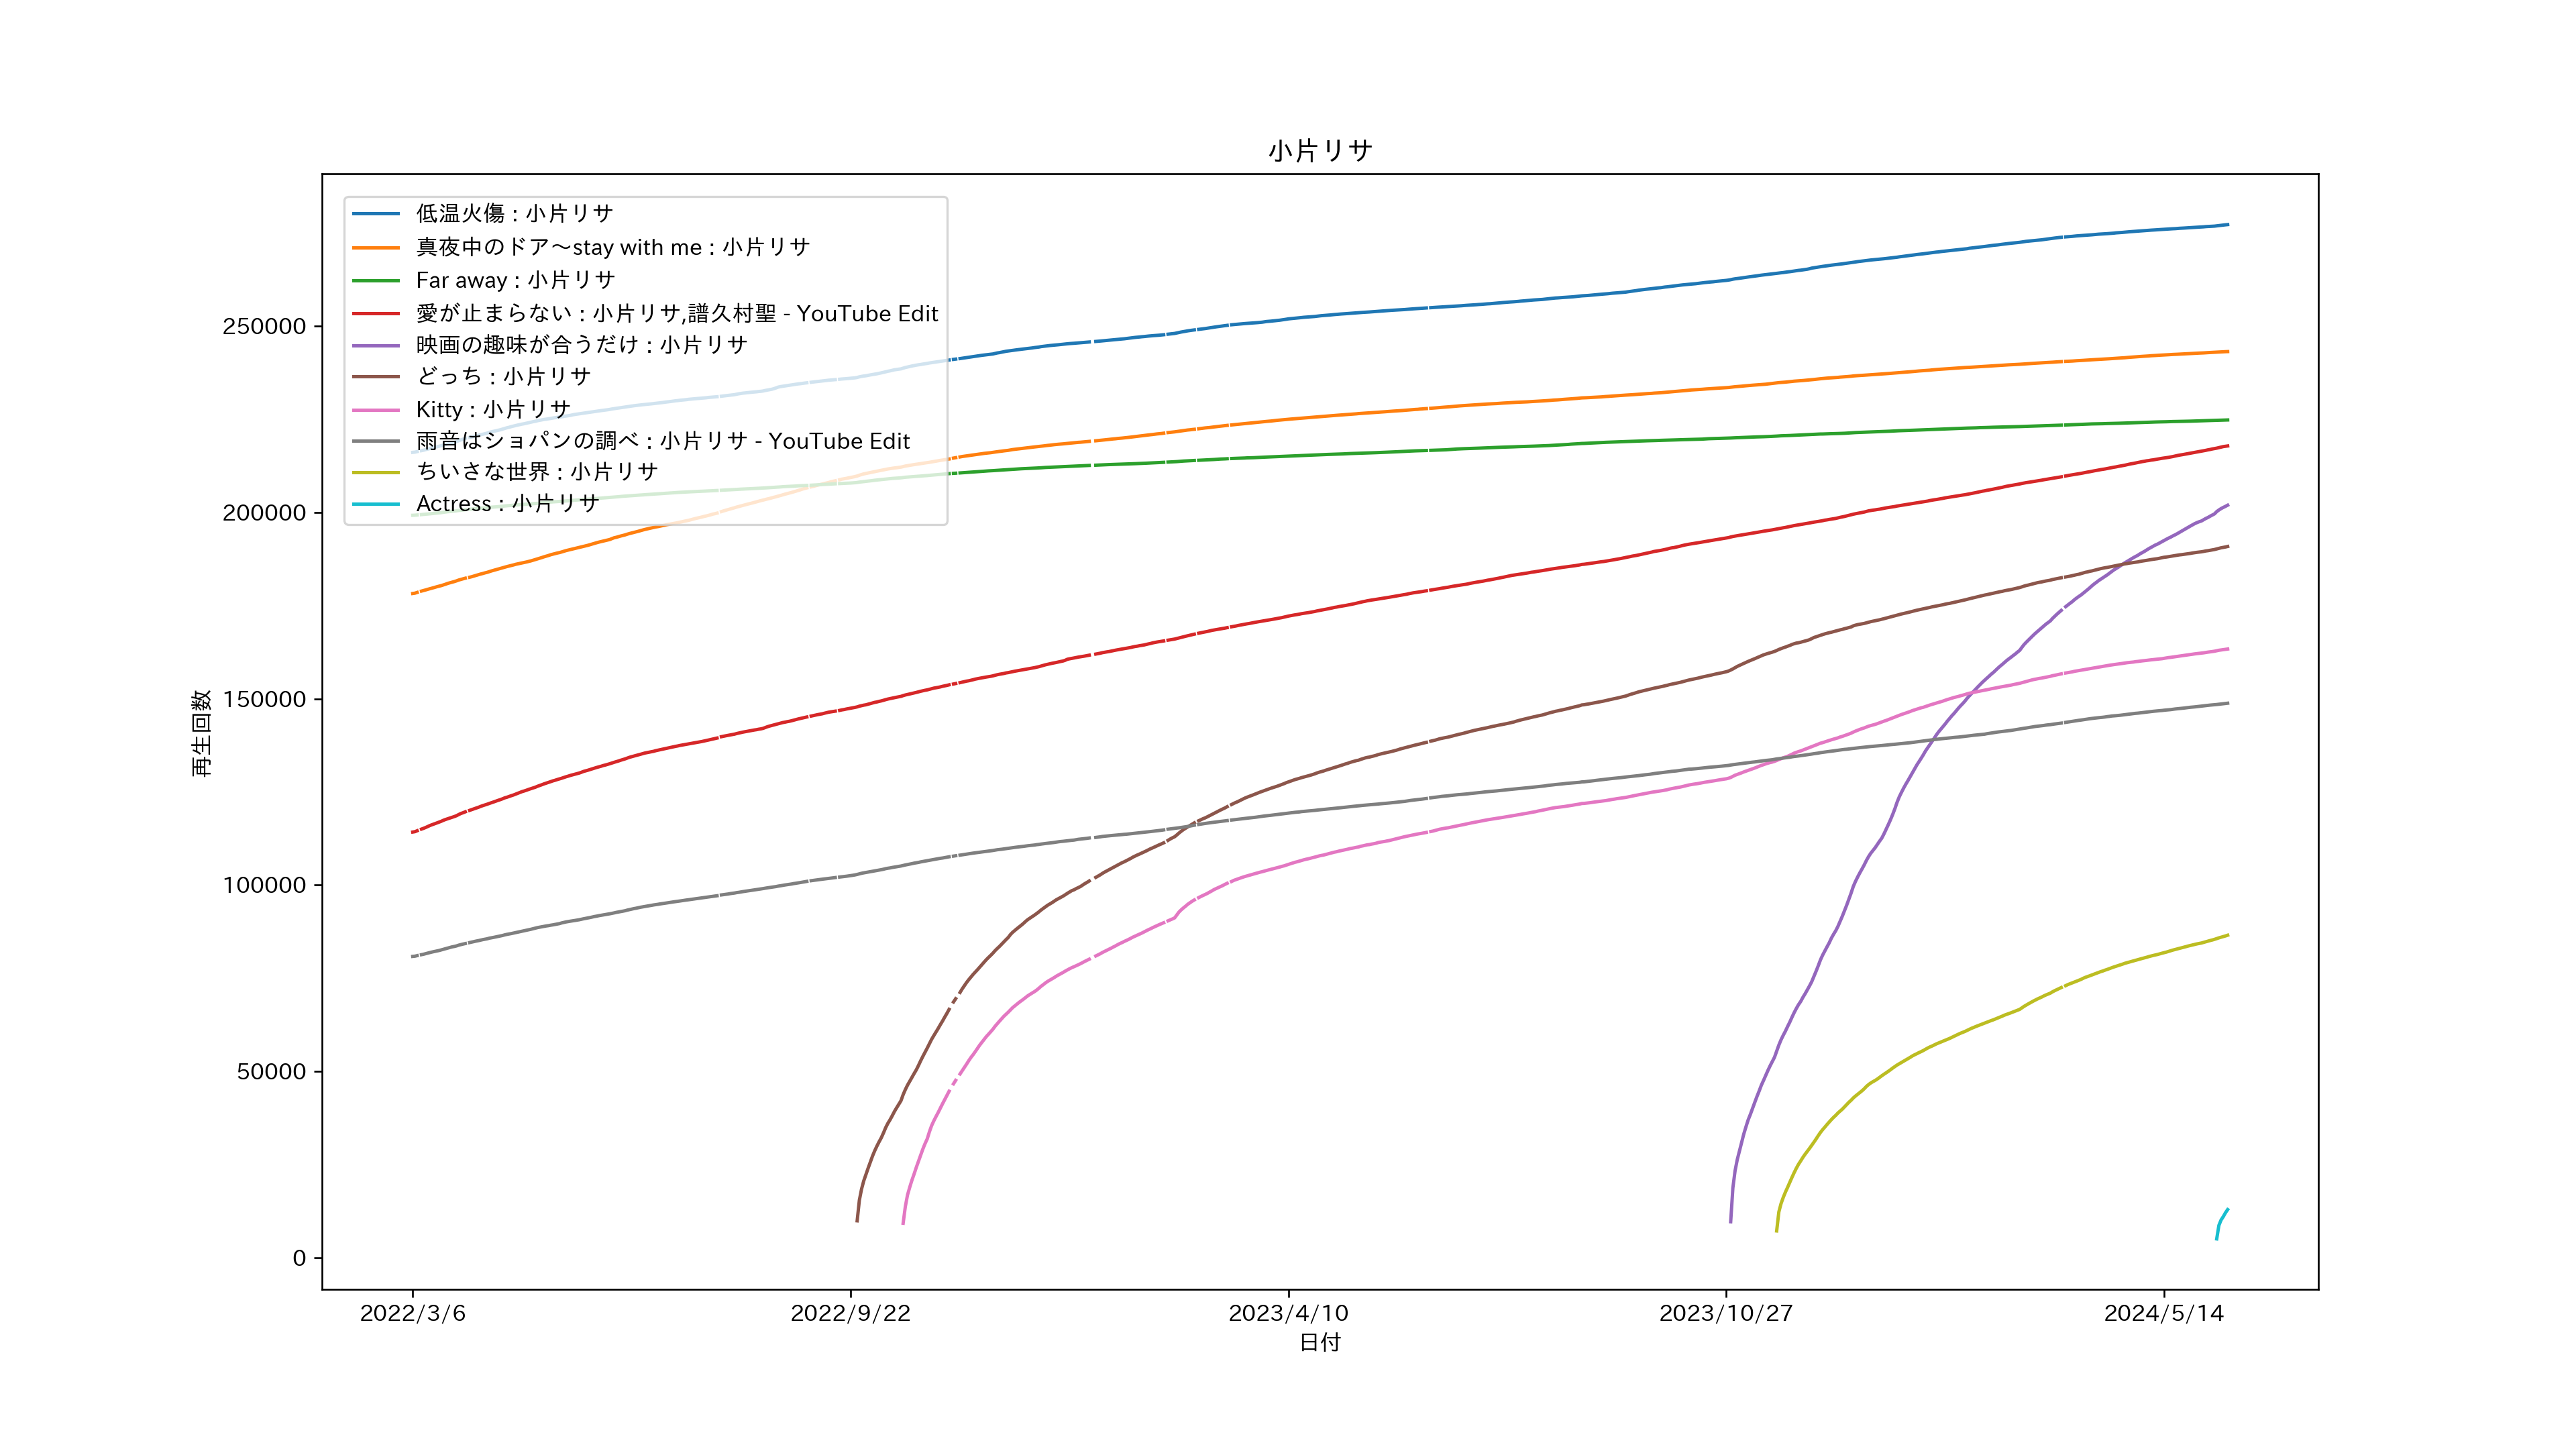 小片リサ
低温火傷 : 小片リサ
真夜中のドア～stay with me : 小片リサ
Far away : 小片リサ
愛が止まらない : 小片リサ,譜久村聖 - YouTube Edit
映画の趣味が合うだけ : 小片リサ
どっち : 小片リサ
Kitty : 小片リサ
雨音はショパンの調べ : 小片リサ - YouTube Edit
ちいさな世界 : 小片リサ
Actress : 小片リサ
250000
200000
150000
100000
50000
0
再生回数
2022/3/6
2022/9/22
2023/4/10
2023/10/27
2024/5/14
日付